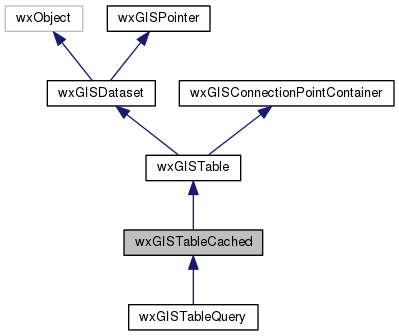 wxObject
wxGISPointer
wxGISDataset
wxGISConnectionPointContainer
wxGISTable
wxGISTableCached
wxGISTableQuery